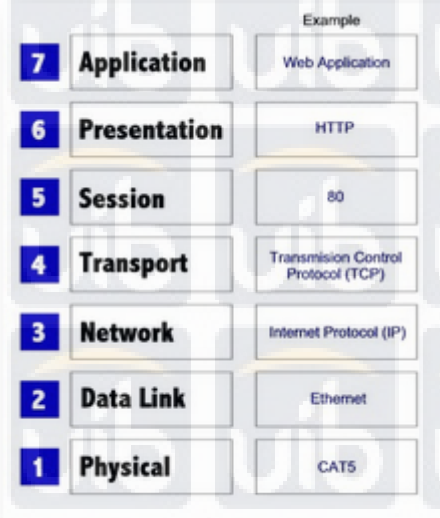 Example
7 Application Web Application
6 Presentation HTTP
5 Session 80
4 Transport Transmision Control
Protocol (TCP)
3 Network Internet Protocol (IP)
2 Data Link Ethernet
1 Physical CAT5